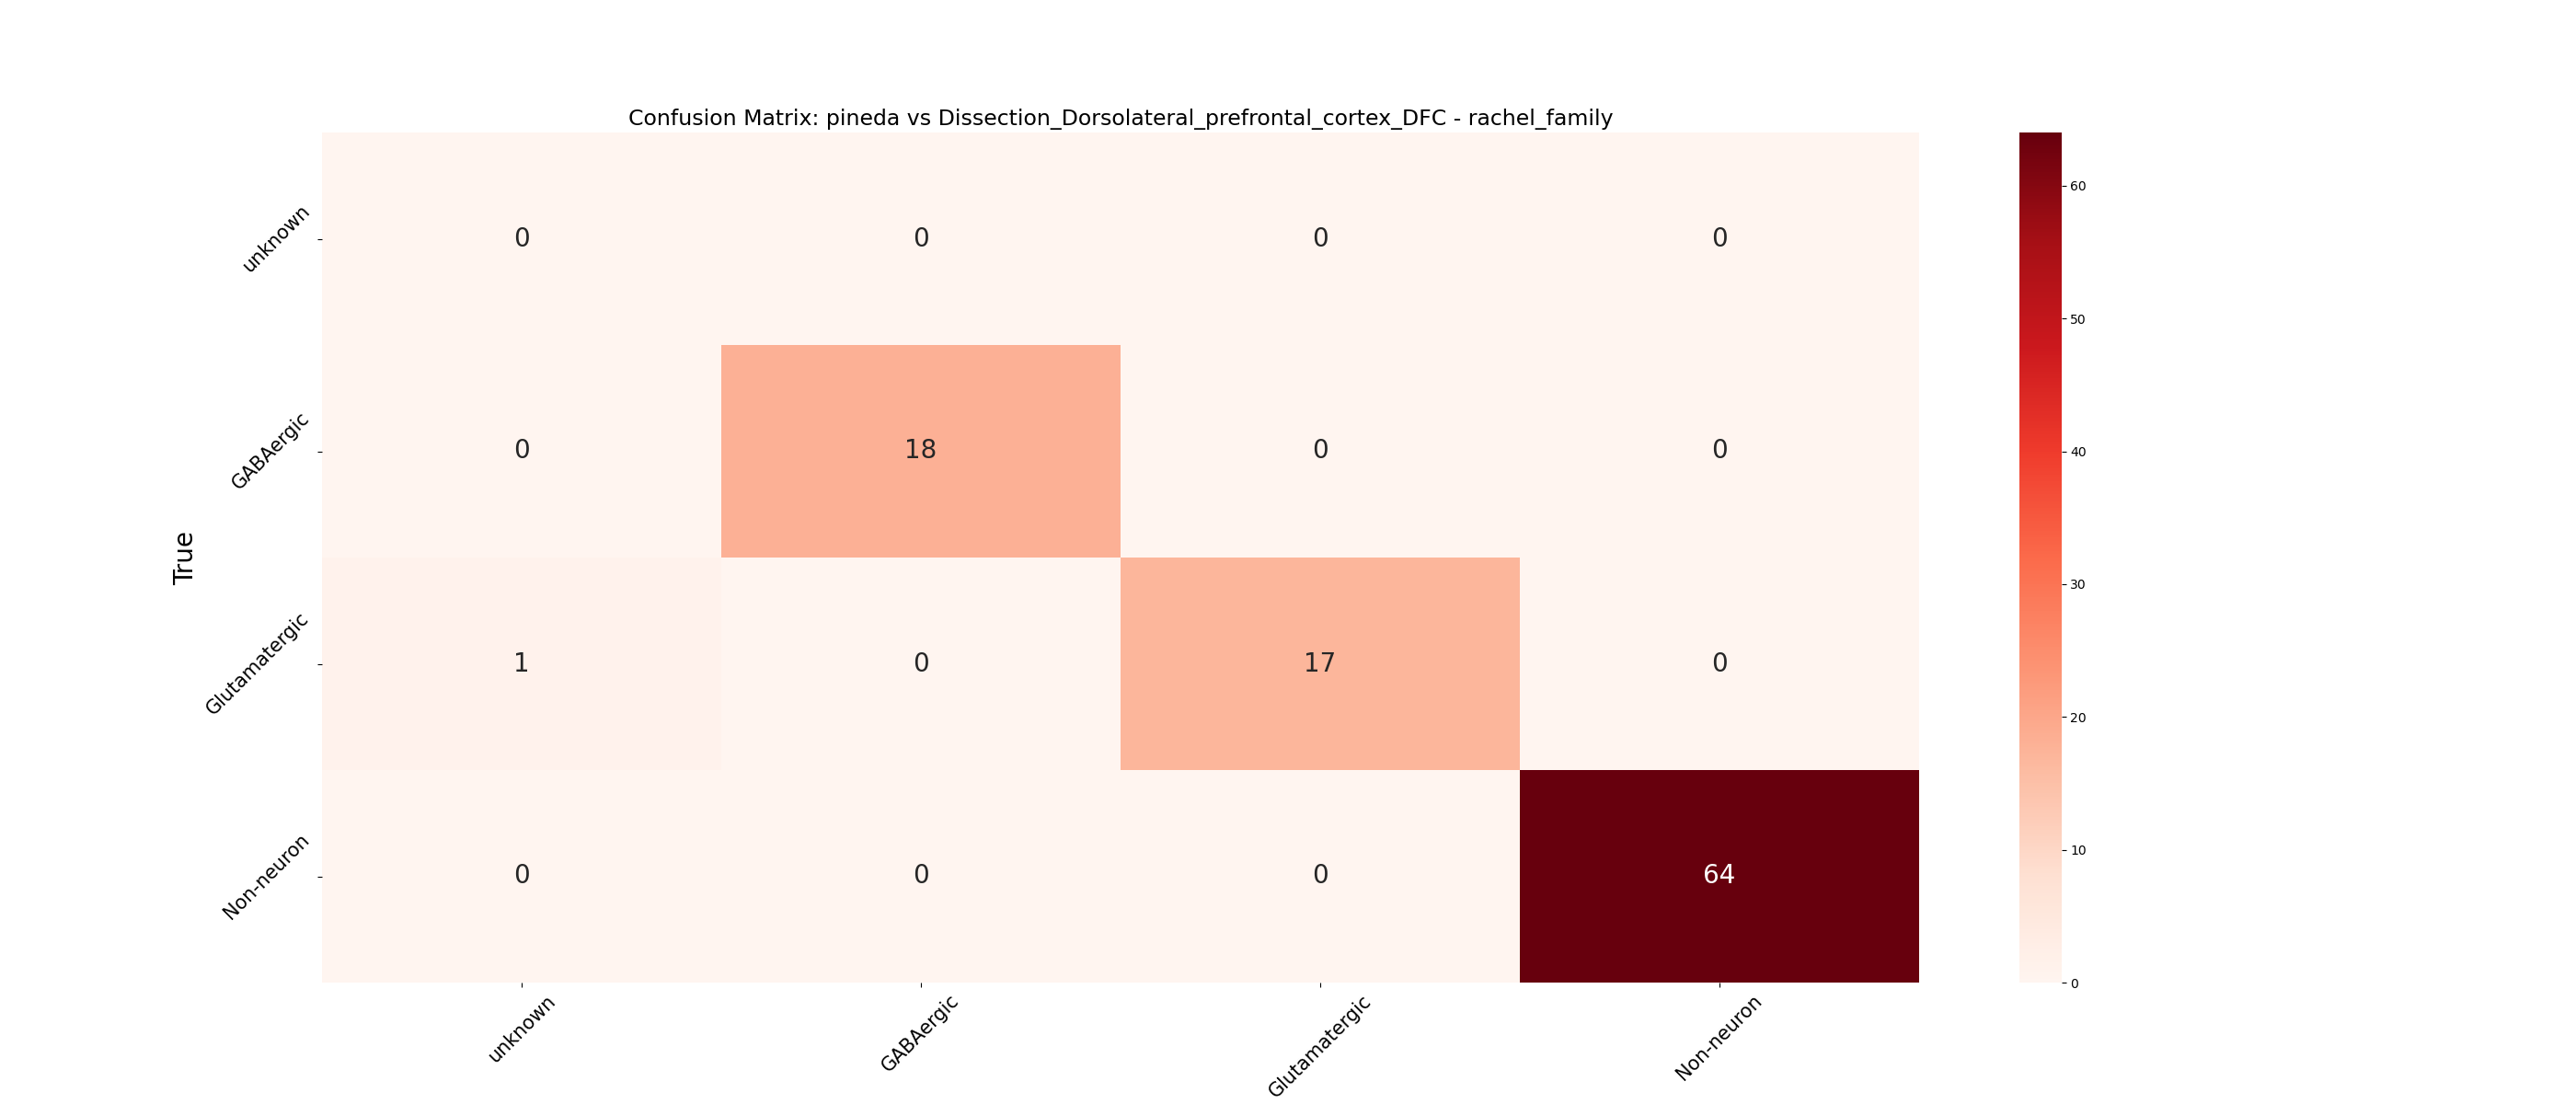 Confusion Matrix: pineda vs Dissection_Dorsolateral_prefrontal_cortex_DFC - rachel_family
True
unknown
0 0 0 0
GABAergic
0 18 0 0
Glutamatergic
1 0 17 0
Non-neuron
0 0 0 64
unknown GABAergic Glutamatergic Non-neuron
60
50
40
30
20
10
0